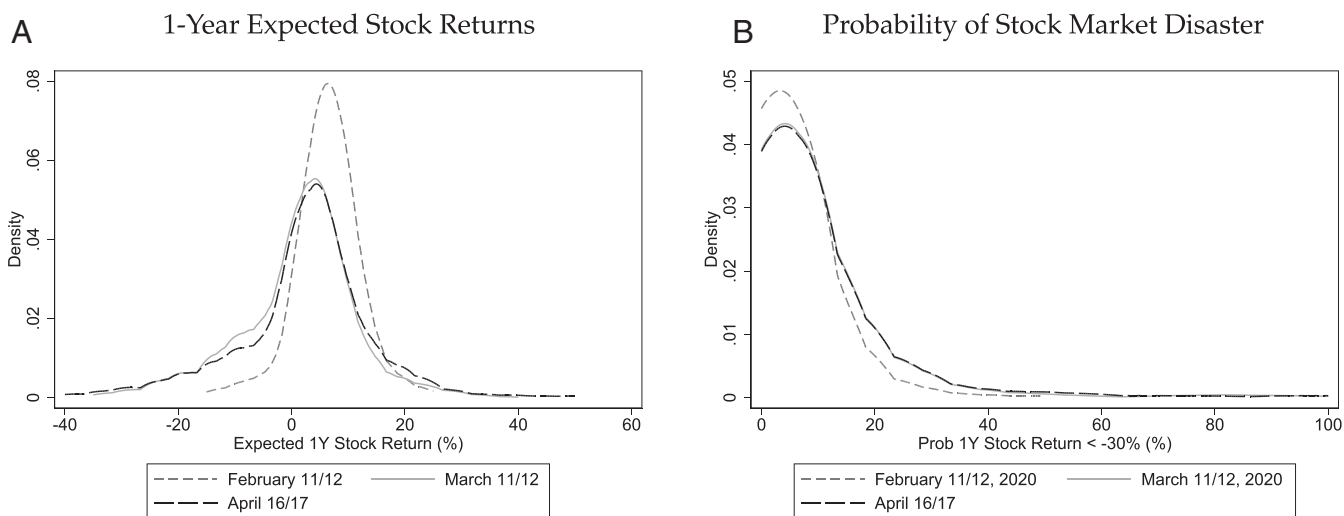 A
1-Year Expected Stock Returns
.08
.06
.04
.02
0
Density
-40
-20
0
20
40
60
Expected 1Y Stock Return (%)
February 11/12
March 11/12
April 16/17
B
Probability of Stock Market Disaster
.05
.04
.03
.02
.01
0
Density
0
20
40
60
80
100
Prob 1Y Stock Return < -30% (%)
February 11/12, 2020
March 11/12, 2020
April 16/17